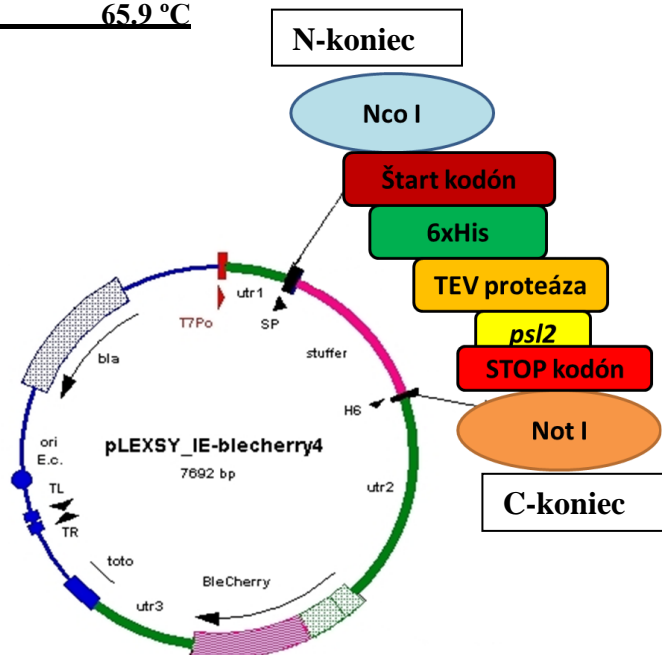 65.9 ºC
N-koniec
Nco I
Štart kodón
6xHis
TEV proteáza
psl2
STOP kodón
Not I
C-koniec
utr1
T7Po
SP
stuffer
bla
H6
ori
E.c.
pLEXSY_IE-blecherry4
7692 bp
utr2
TL
TR
toto
BleCherry
utr3